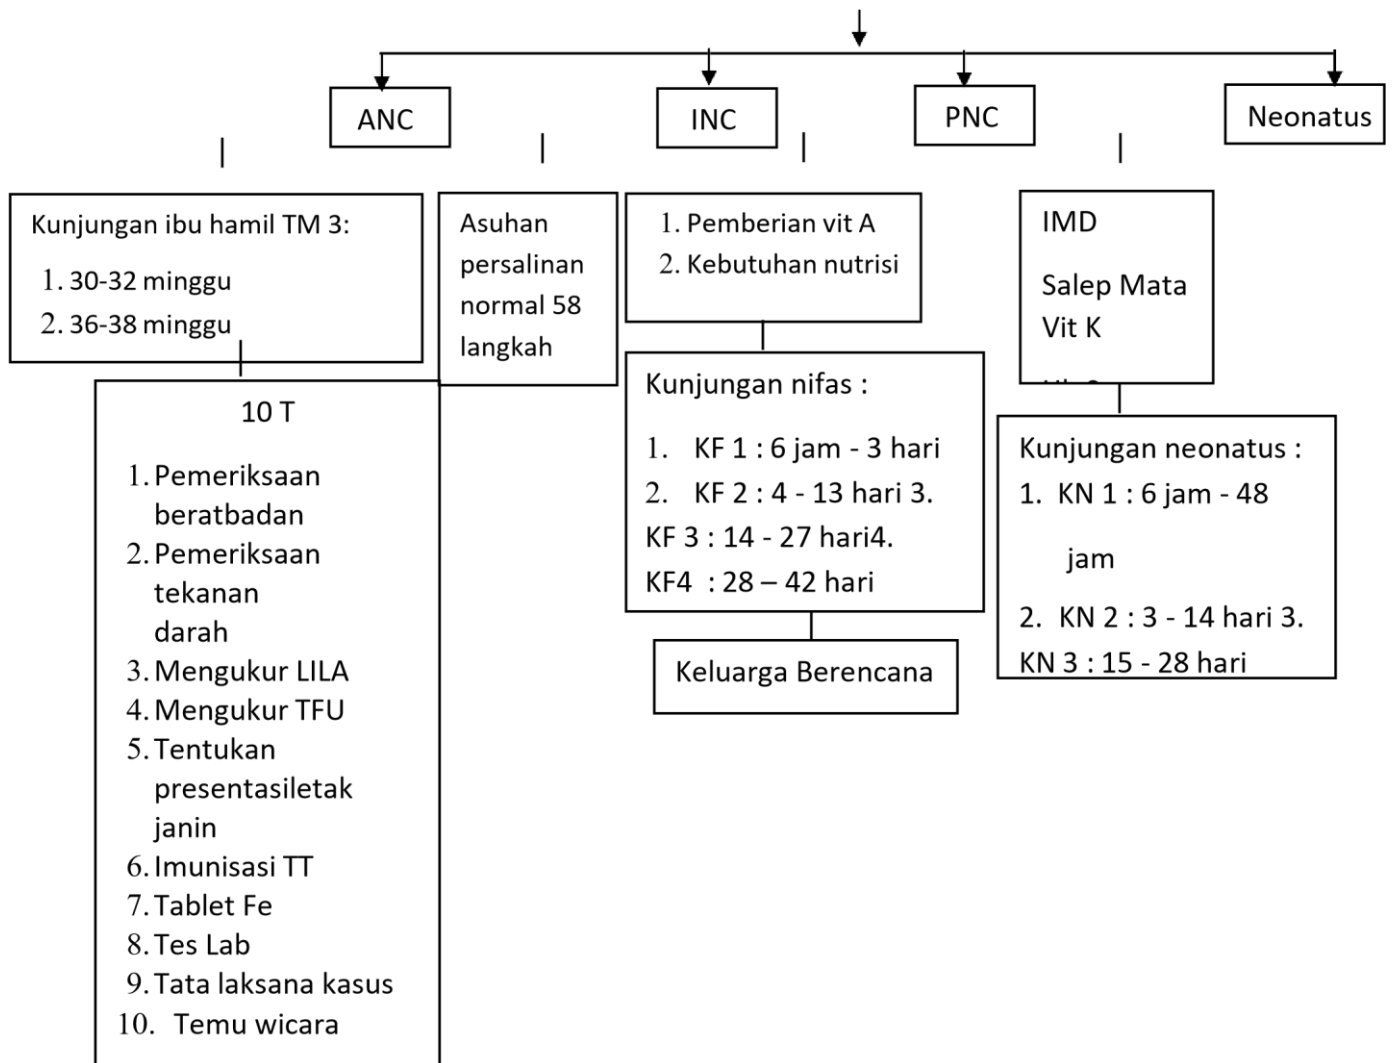 ANC
INC
PNC
Neonatus
Kunjungan ibu hamil TM 3:
1. 30-32 minggu
2. 36-38 minggu
10 T
1. Pemeriksaan
beratbadan
2. Pemeriksaan
tekanan
darah
3. Mengukur LILA
4. Mengukur TFU
5. Tentukan
presentasiletak
janin
6. Imunisasi TT
7. Tablet Fe
8. Tes Lab
9. Tata laksana kasus
10. Temu wicara
Asuhan
persalinan
normal 58
langkah
1. Pemberian vit A
2. Kebutuhan nutrisi
Kunjungan nifas :
1. KF 1 : 6 jam - 3 hari
2. KF 2 : 4 - 13 hari 3.
KF 3 : 14 - 27 hari4.
KF4 : 28 – 42 hari
Keluarga Berencana
IMD
Salep Mata
Vit K
Kunjungan neonatus :
1. KN 1 : 6 jam - 48
jam
2. KN 2 : 3 - 14 hari 3.
KN 3 : 15 - 28 hari